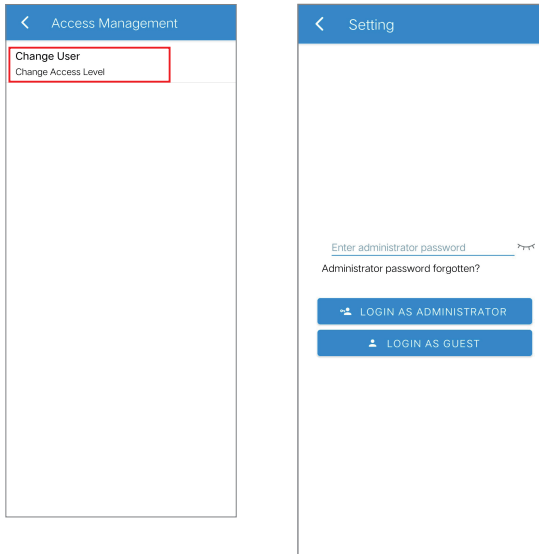 Access Management
Change User
Change Access Level
Setting
Enter administrator password
Administrator password forgotten?
LOGIN AS ADMINISTRATOR
LOGIN AS GUEST